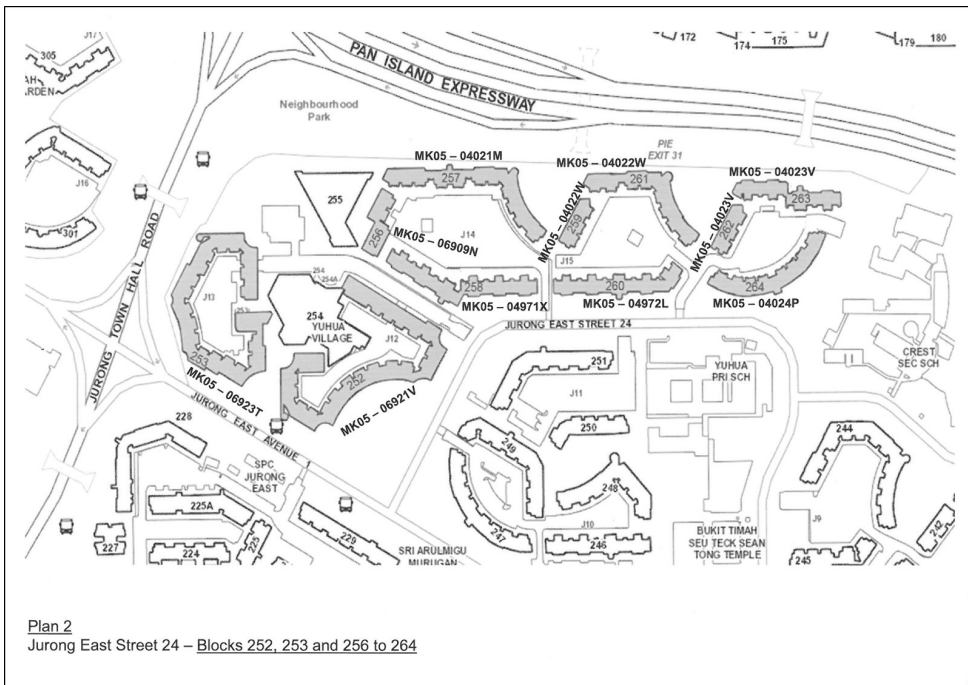 J17
305
172
174
175
179
180
PAN ISLAND EXPRESSWAY
AH
ARDEN
Neighbourhood
Park
PIE
EXIT 31
MK05 – 04021M
MK05 – 04022W
MK05 – 04023V
J16
257
261
263
255
MK05 – 04022W
259
MK05 – 04023V
262
301
256
MK05 – 06909N
J14
J15
JURONG TOWN HALL ROAD
254
254A
258
260
264
MK05 – 04971X
MK05 – 04972L
MK05 – 04024P
J13
254
YUHUA
VILLAGE
J12
JURONG EAST STREET 24
253
252
MK05 – 06923T
MK05 – 06921V
251
YUHUA
PRI SCH
CREST
SEC SCH
J11
JURONG EAST AVENUE
228
250
249
244
SPC
JURONG
EAST
248
225A
J10
J9
227
224
225
229
247
246
242
245
SRI ARULMIGU
MURUGAN
BUKIT TIMAH
SEU TECK SEAN
TONG TEMPLE
Plan 2
Jurong East Street 24 – Blocks 252, 253 and 256 to 264